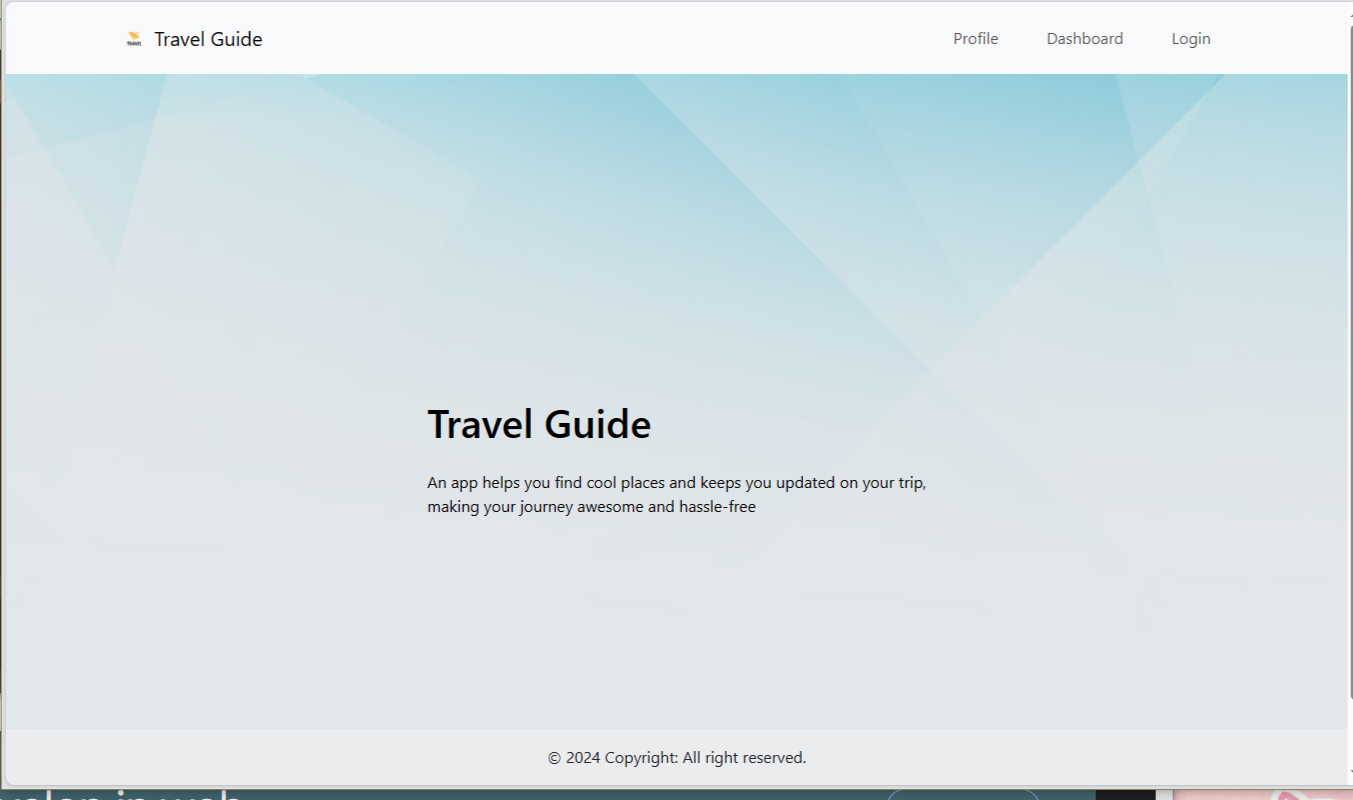 TRAVEL
Travel Guide
Profile
Dashboard
Login
Travel Guide
An app helps you find cool places and keeps you updated on your trip,
making your journey awesome and hassle-free
© 2024 Copyright: All right reserved.